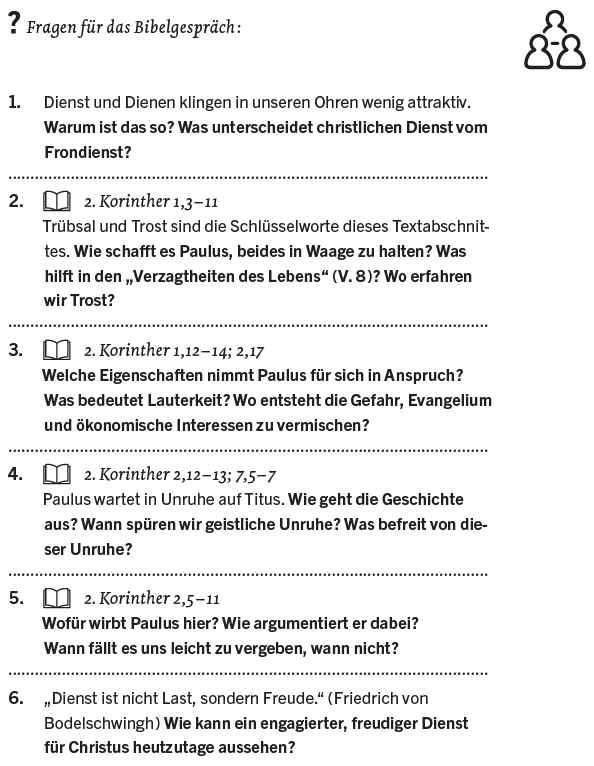 ? Fragen für das Bibelgespräch:
1. Dienst und Dienen klingen in unseren Ohren wenig attraktiv.
Warum ist das so? Was unterscheidet christlichen Dienst vom
Frondienst?
2. 2. Korinther 1,3–11
Trübsal und Trost sind die Schlüsselworte dieses Textabschnit-
tes. Wie schafft es Paulus, beides in Waage zu halten? Was
hilft in den „Verzagtheiten des Lebens“ (V. 8)? Wo erfahren
wir Trost?
3. 2. Korinther 1,12–14; 2,17
Welche Eigenschaften nimmt Paulus für sich in Anspruch?
Was bedeutet Lauterkeit? Wo entsteht die Gefahr, Evangelium
und ökonomische Interessen zu vermischen?
4. 2. Korinther 2,12–13; 7,5–7
Paulus wartet in Unruhe auf Titus. Wie geht die Geschichte
aus? Wann spüren wir geistliche Unruhe? Was befreit von die-
ser Unruhe?
5. 2. Korinther 2,5–11
Wofür wirbt Paulus hier? Wie argumentiert er dabei?
Wann fällt es uns leicht zu vergeben, wann nicht?
6. „Dienst ist nicht Last, sondern Freude.“ (Friedrich von
Bodelschwingh) Wie kann ein engagierter, freudiger Dienst
für Christus heutzutage aussehen?